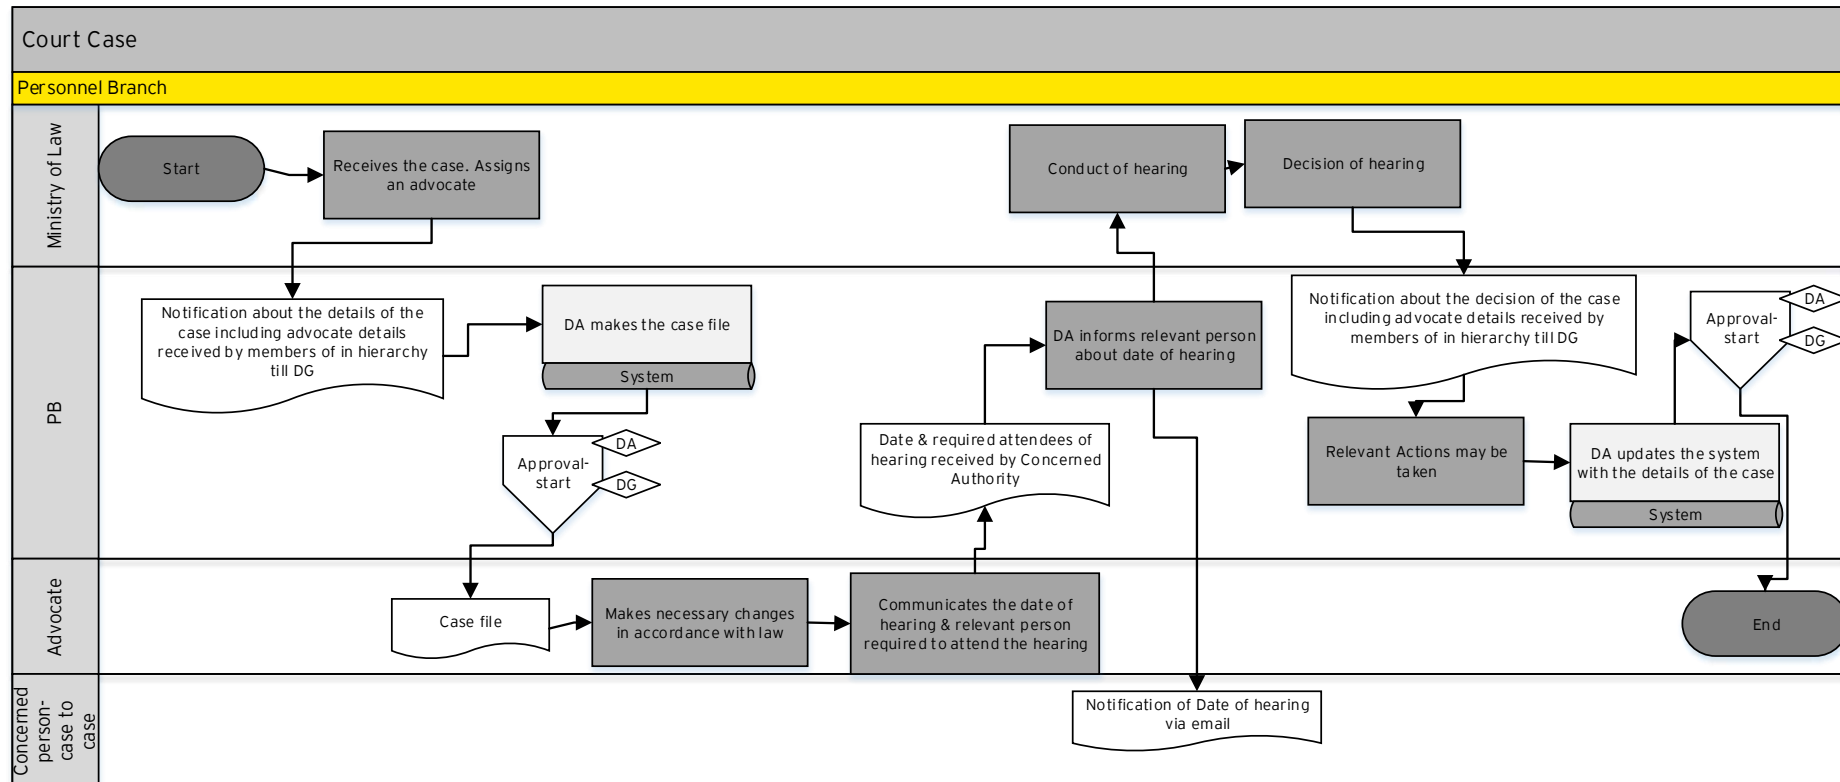 Court Case
Personnel Branch
Ministry of Law
Start
Receives the case. Assigns
an advocate
Conduct of hearing
Decision of hearing
PB
Notification about the details of the
case including advocate details
received by members of in hierarchy
till DG
DA makes the case file
System
Approval-
start
DA
DG
Date & required attendees of
hearing received by Concerned
Authority
DA informs relevant person
about date of hearing
Notification about the decision of the case
including advocate details received by
members of in hierarchy till DG
Relevant Actions may be
taken
DA updates the system
with the details of the case
System
Approval-
start
DA
DG
Advocate
Case file
Makes necessary changes
in accordance with law
Communicates the date of
hearing & relevant person
required to attend the hearing
End
Concerned
person-
case to
case
Notification of Date of hearing
via email